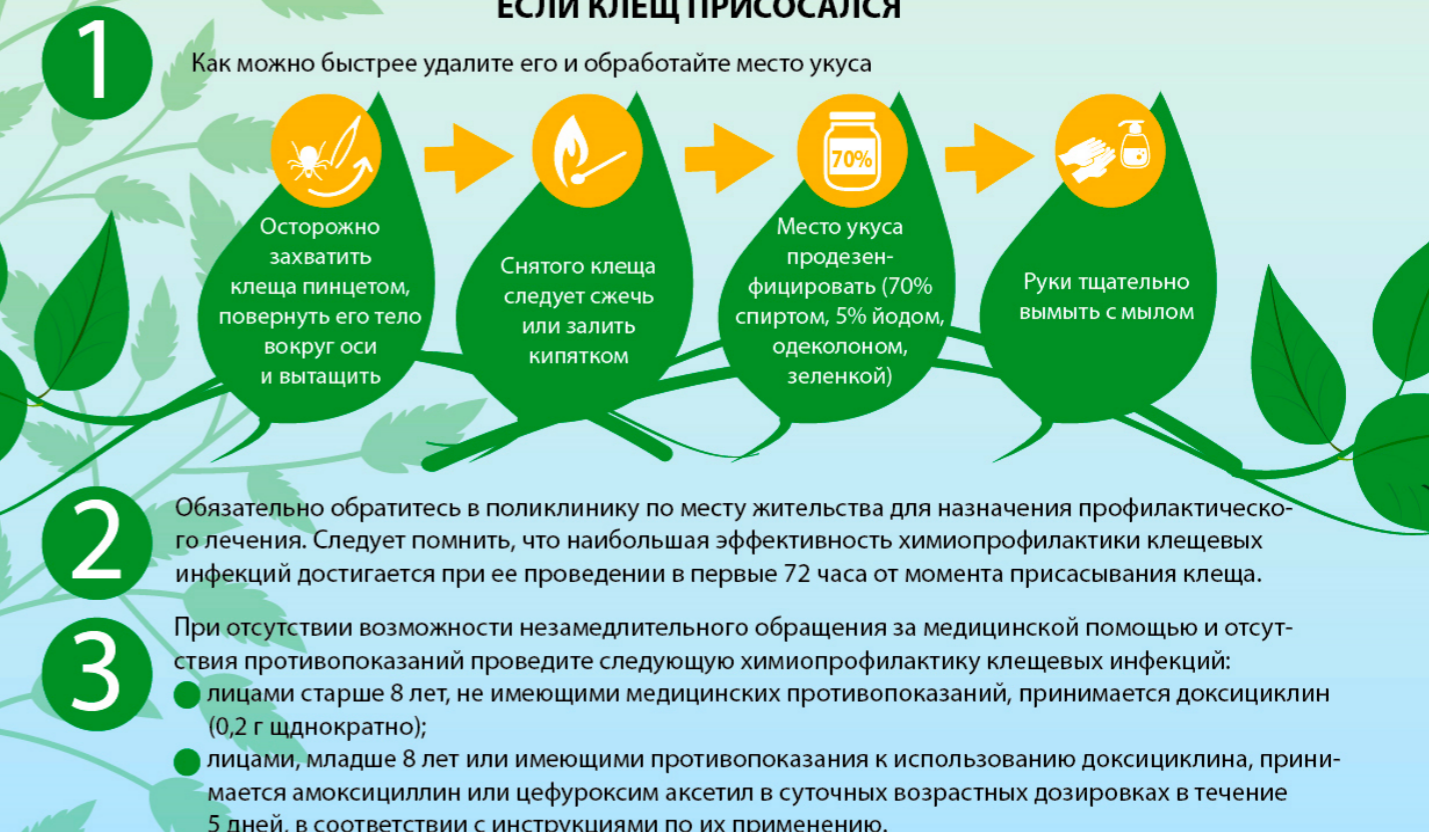 ЕСЛИ КЛЕЩ ПРИСОСАЛСЯ
1
Как можно быстрее удалите его и обработайте место укуса
Осторожно
захватить
клеща пинцетом,
повернуть его тело
вокруг оси
и вытащить
Снятого клеща
следует сжечь
или залить
кипятком
70%
Место укуса
продезен-
фицировать (70%
спиртом, 5% йодом,
одеколоном,
зеленкой)
Руки тщательно
вымыть с мылом
2
Обязательно обратитесь в поликлинику по месту жительства для назначения профилактическо-
го лечения. Следует помнить, что наибольшая эффективность химиопрофилактики клещевых
инфекций достигается при ее проведении в первые 72 часа от момента присасывания клеща.
3
При отсутствии возможности незамедлительного обращения за медицинской помощью и отсут-
ствия противопоказаний проведите следующую химиопрофилактику клещевых инфекций:
лицами старше 8 лет, не имеющими медицинских противопоказаний, принимается доксициклин
(0,2 г щднократно);
лицами, младше 8 лет или имеющими противопоказания к использованию доксициклина, прини-
мается амоксициллин или цефуроксим аксетил в суточных возрастных дозировках в течение
5 дней, в соответствии с инструкциями по их применению.